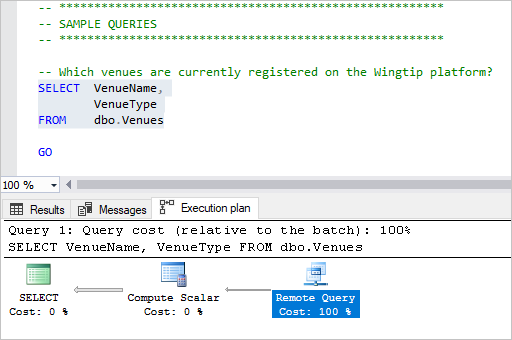 -- ******************************************************
-- SAMPLE QUERIES
-- ******************************************************
-- Which venues are currently registered on the Wingtip platform?
SELECT VenueName,
VenueType
FROM dbo.Venues
GO
100 %
Results Messages Execution plan
Query 1: Query cost (relative to the batch): 100%
SELECT VenueName, VenueType FROM dbo.Venues
SELECT Compute Scalar Remote Query
Cost: 0 % Cost: 0 % Cost: 100 %